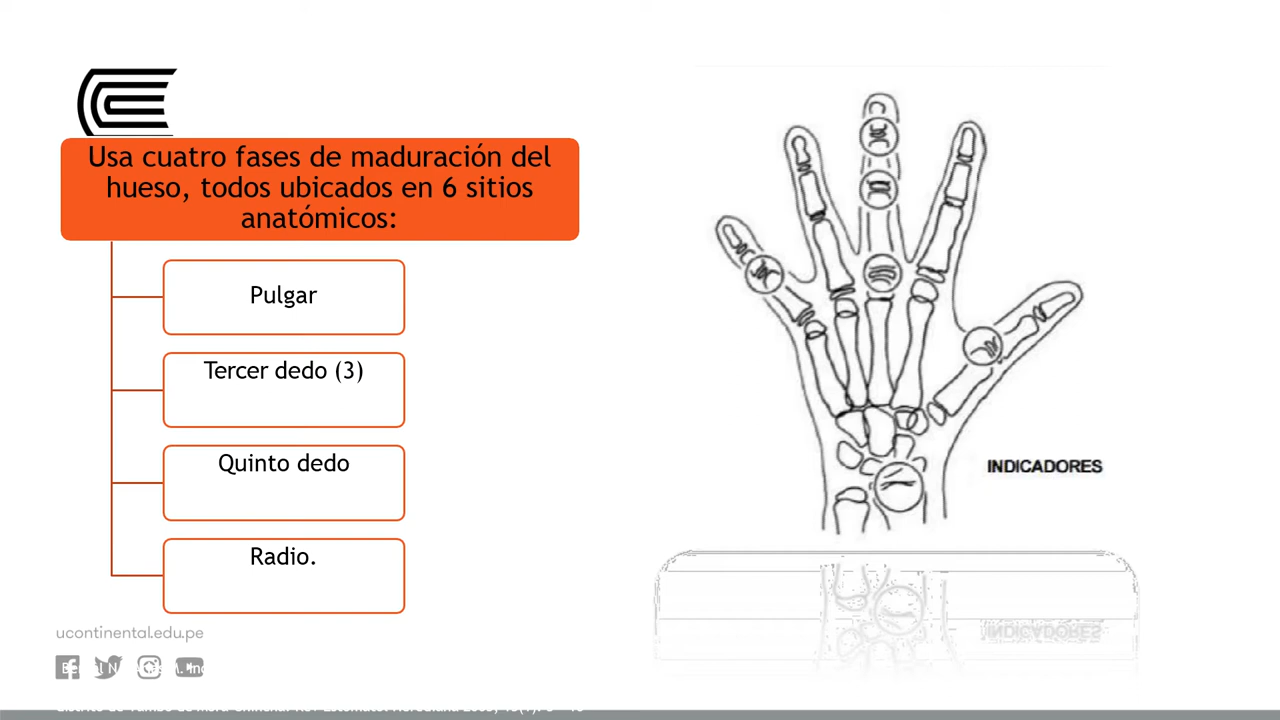 Usa cuatro fases de maduración del
hueso, todos ubicados en 6 sitios
anatómicos:
Pulgar
Tercer dedo (3)
Quinto dedo
Radio.
INDICADORES
ucontinental.edu.pe